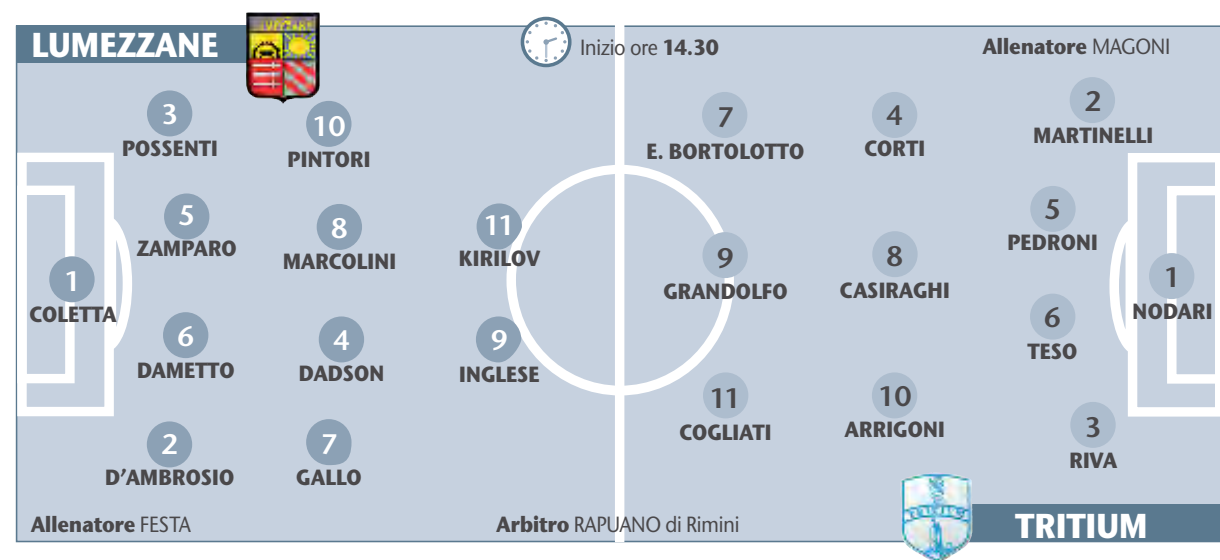 LUMEZZANE
Inizio ore 14.30
Allenatore MAGONI
3
POSSENTI
10
PINTORI
5
ZAMPARO
8
MARCOLINI
11
KIRILOV
1
COLETTA
6
DAMETTO
4
DADSON
9
INGLESE
2
D'AMBROSIO
7
GALLO
7
E. BORTOLOTTO
4
CORTI
2
MARTINELLI
5
PEDRONI
9
GRANDOLFO
8
CASIRAGHI
1
NODARI
6
TESO
11
COGLIATI
10
ARRIGONI
3
RIVA
Allenatore FESTA
Arbitro RAPUANO di Rimini
TRITIUM